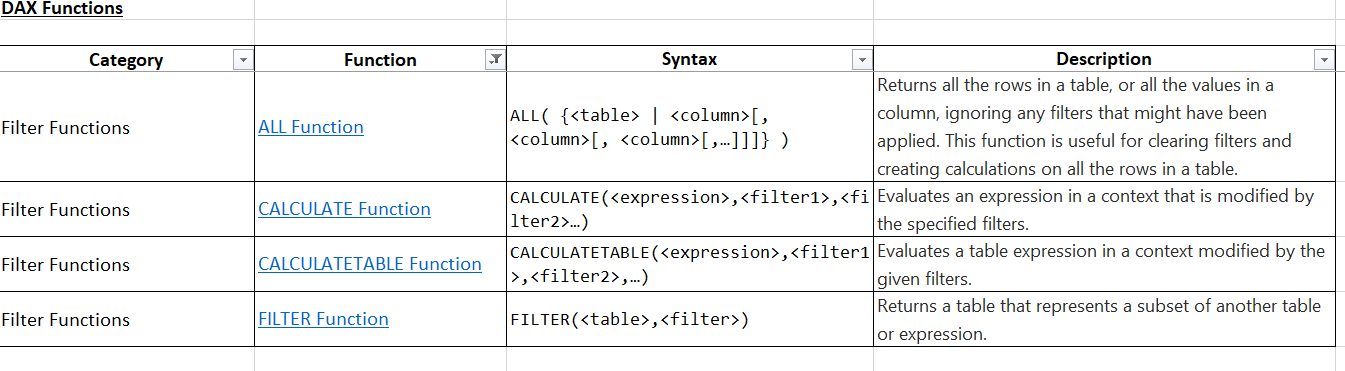 DAX Functions
Category Function Syntax Description
Filter Functions
ALL Function
ALL( {<table> | <column>[,
<column>[, <column>[,…]]]} )
Returns all the rows in a table, or all the values in a
column, ignoring any filters that might have been
applied. This function is useful for clearing filters and
creating calculations on all the rows in a table.
Filter Functions
CALCULATE Function
CALCULATE(<expression>,<filter1>,<fi
lter2>…)
Evaluates an expression in a context that is modified by
the specified filters.
Filter Functions
CALCULATETABLE Function
CALCULATETABLE(<expression>,<filter1
>,<filter2>,…)
Evaluates a table expression in a context modified by the
given filters.
Filter Functions
FILTER Function
FILTER(<table>,<filter>)
Returns a table that represents a subset of another table
or expression.